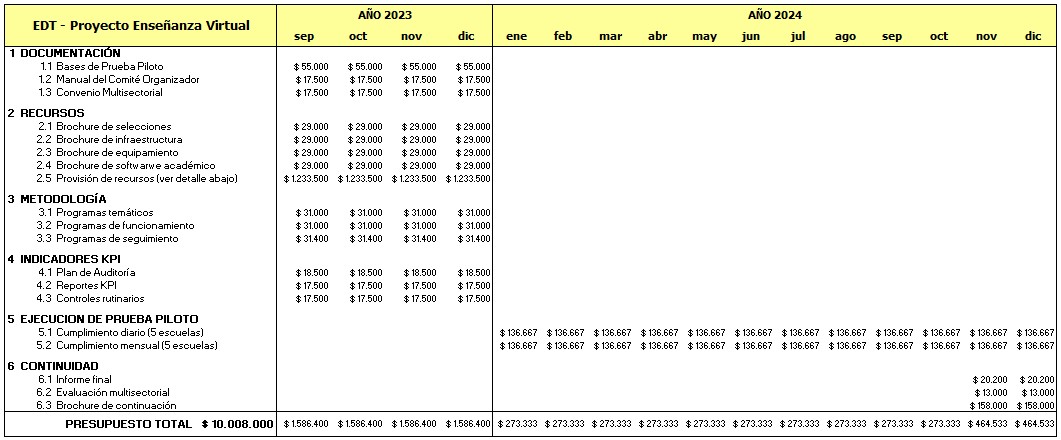 EDT - Proyecto Enseñanza Virtual AÑO 2023 AÑO 2024
sep oct nov dic ene feb mar abr may jun jul ago sep oct nov dic
1 DOCUMENTACIÓN
1.1 Bases de Prueba Piloto $ 55.000 $ 55.000 $ 55.000 $ 55.000
1.2 Manual del Comité Organizador $ 17.500 $ 17.500 $ 17.500 $ 17.500
1.3 Convenio Multisectorial $ 17.500 $ 17.500 $ 17.500 $ 17.500
2 RECURSOS
2.1 Brochure de selecciones $ 29.000 $ 29.000 $ 29.000 $ 29.000
2.2 Brochure de infraestructura $ 29.000 $ 29.000 $ 29.000 $ 29.000
2.3 Brochure de equipamiento $ 29.000 $ 29.000 $ 29.000 $ 29.000
2.4 Brochure de softwarwe académico $ 29.000 $ 29.000 $ 29.000 $ 29.000
2.5 Provisión de recursos (ver detalle abajo) $ 1.233.500 $ 1.233.500 $ 1.233.500 $ 1.233.500
3 METODOLOGÍA
3.1 Programas temáticos $ 31.000 $ 31.000 $ 31.000 $ 31.000
3.2 Programas de funcionamiento $ 31.000 $ 31.000 $ 31.000 $ 31.000
3.3 Programas de seguimiento $ 31.400 $ 31.400 $ 31.400 $ 31.400
4 INDICADORES KPI
4.1 Plan de Auditoría $ 18.500 $ 18.500 $ 18.500 $ 18.500
4.2 Reportes KPI $ 17.500 $ 17.500 $ 17.500 $ 17.500
4.3 Controles rutinarios $ 17.500 $ 17.500 $ 17.500 $ 17.500
5 EJECUCION DE PRUEBA PILOTO
5.1 Cumplimiento diario (5 escuelas) $ 136.667 $ 136.667 $ 136.667 $ 136.667 $ 136.667 $ 136.667 $ 136.667 $ 136.667 $ 136.667 $ 136.667 $ 136.667 $ 136.667
5.2 Cumplimiento mensual (5 escuelas) $ 136.667 $ 136.667 $ 136.667 $ 136.667 $ 136.667 $ 136.667 $ 136.667 $ 136.667 $ 136.667 $ 136.667 $ 136.667 $ 136.667
6 CONTINUIDAD
6.1 Informe final $ 20.200 $ 20.200
6.2 Evaluación multisectorial $ 13.000 $ 13.000
6.3 Brochure de continuación $ 158.000 $ 158.000
PRESUPUESTO TOTAL $ 10.008.000 $ 1.586.400 $ 1.586.400 $ 1.586.400 $ 1.586.400 $ 273.333 $ 273.333 $ 273.333 $ 273.333 $ 273.333 $ 273.333 $ 273.333 $ 273.333 $ 273.333 $ 273.333 $ 464.533 $ 464.533